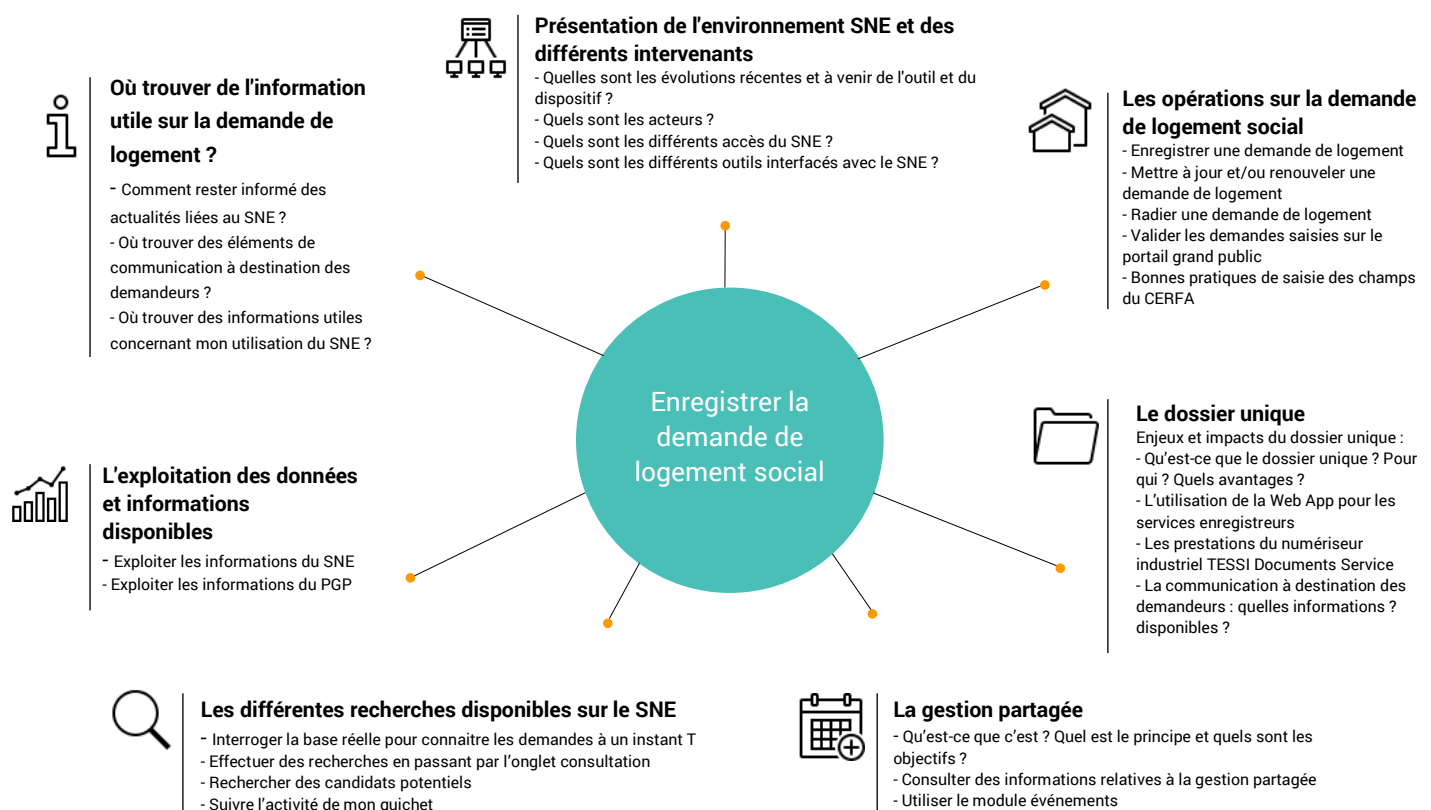 Présentation de l'environnement SNE et des
différents intervenants
- Quelles sont les évolutions récentes et à venir de l'outil et du
dispositif ?
- Quels sont les acteurs ?
- Quels sont les différents accès du SNE ?
- Quels sont les différents outils interfacés avec le SNE ?
Où trouver de l'information
utile sur la demande de
logement ?
- Comment rester informé des
actualités liées au SNE ?
- Où trouver des éléments de
communication à destination des
demandeurs ?
- Où trouver des informations utiles
concernant mon utilisation du SNE ?
Les opérations sur la demande
de logement social
- Enregistrer une demande de logement
- Mettre à jour et/ou renouveler une
demande de logement
- Radier une demande de logement
- Valider les demandes saisies sur le
portail grand public
- Bonnes pratiques de saisie des champs
du CERFA
Enregistrer la
demande de
logement social
Le dossier unique
Enjeux et impacts du dossier unique :
- Qu'est-ce que le dossier unique ? Pour
qui ? Quels avantages ?
- L'utilisation de la Web App pour les
services enregistreurs
- Les prestations du numériseur
industriel TESSI Documents Service
- La communication à destination des
demandeurs : quelles informations ?
disponibles ?
L'exploitation des données
et informations
disponibles
- Exploiter les informations du SNE
- Exploiter les informations du PGP
Les différentes recherches disponibles sur le SNE
- Interroger la base réelle pour connaitre les demandes à un instant T
- Effectuer des recherches en passant par l'onglet consultation
- Rechercher des candidats potentiels
- Suivre l'activité de mon guichet
La gestion partagée
- Qu'est-ce que c'est ? Quel est le principe et quels sont les
objectifs ?
- Consulter des informations relatives à la gestion partagée
- Utiliser le module événements